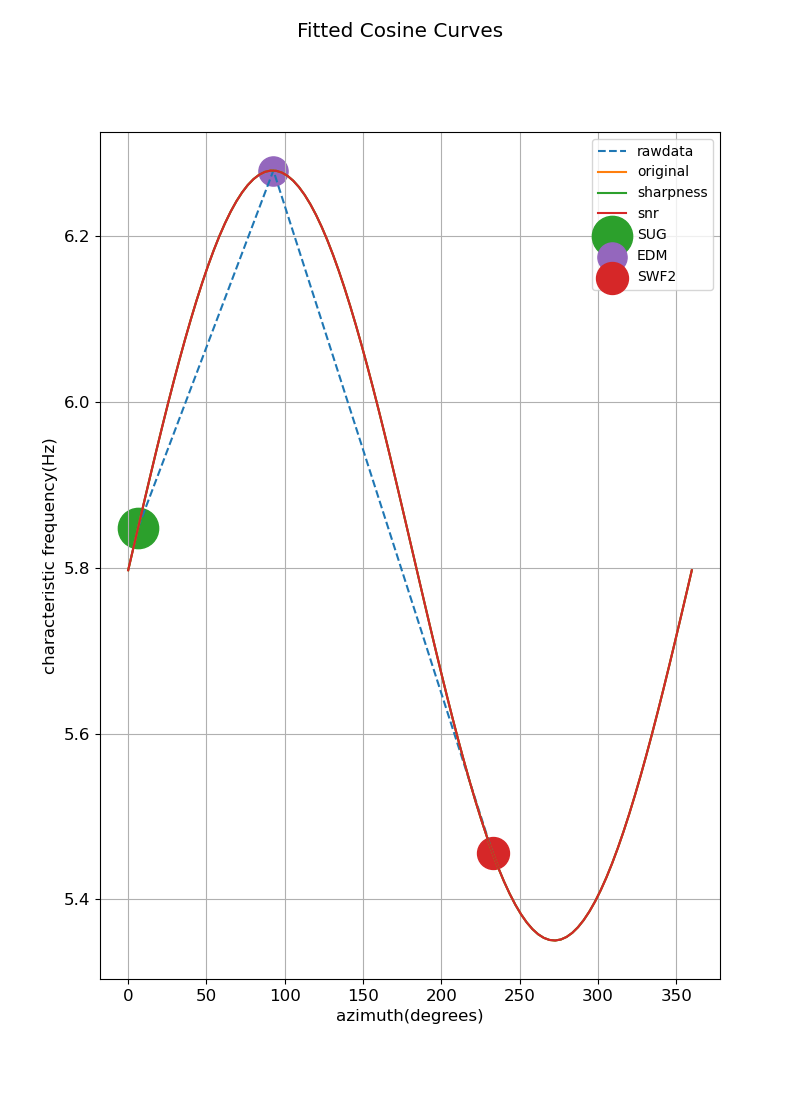 Fitted Cosine Curves
rawdata
original
sharpness
snr
SUG
EDM
SWF2
characteristic frequency(Hz)
6.2
6.0
5.8
5.6
5.4
0 50 100 150 200 250 300 350
azimuth(degrees)